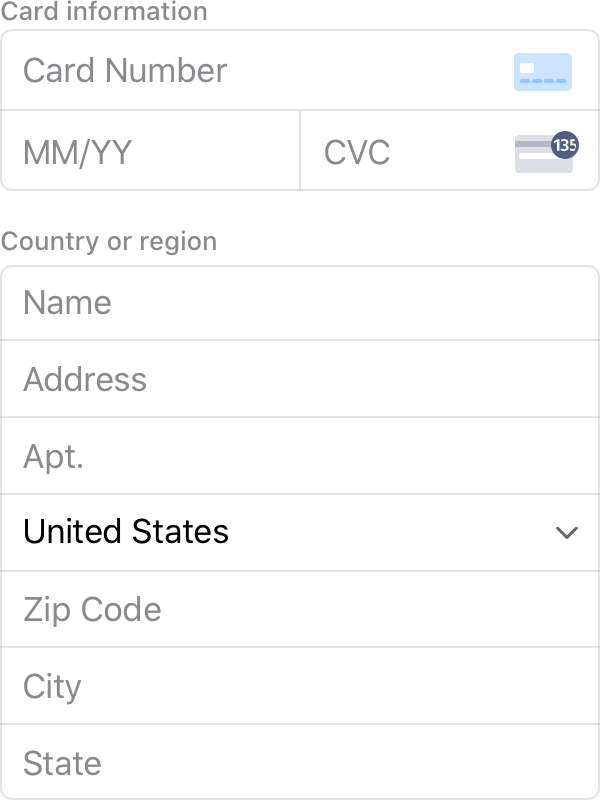 Card information
Card Number
MM/YY
CVC
135
Country or region
Name
Address
Apt.
United States
Zip Code
City
State